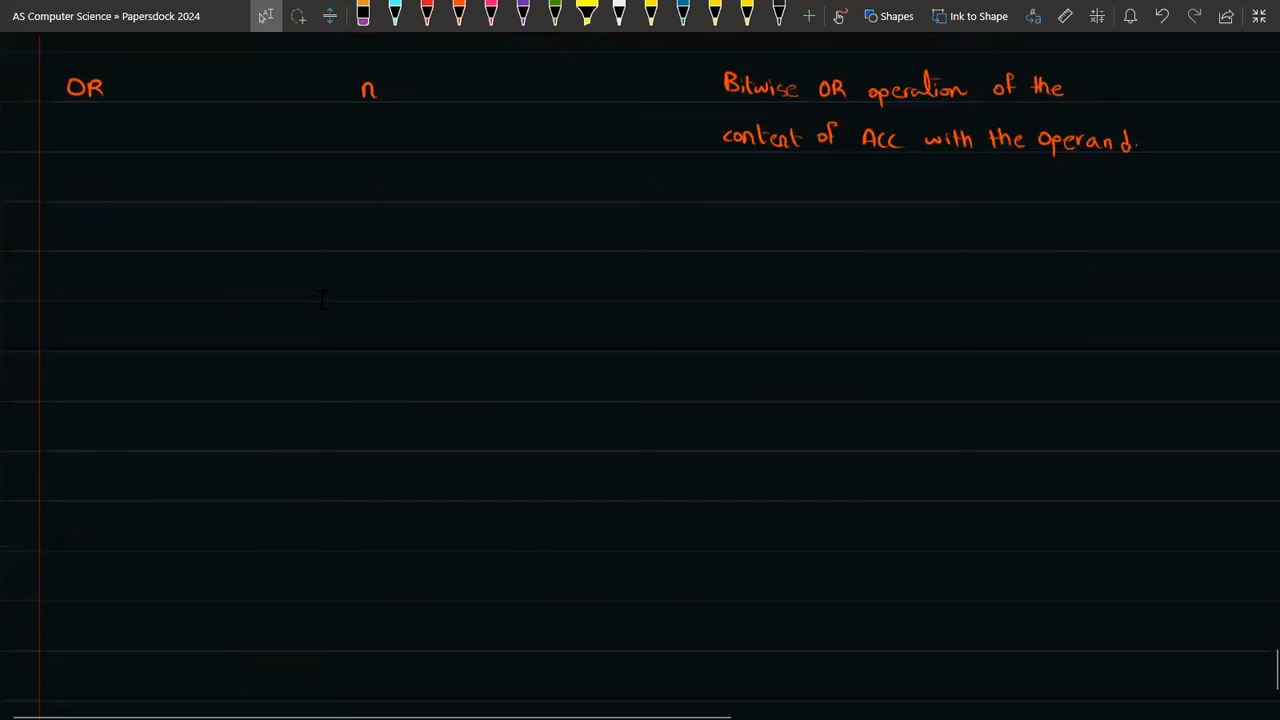 AS Computer Science » Papersdock 2024
Shapes
Ink to Shape
OR n Bitwise OR operation of the
content of ACC with the Operand.